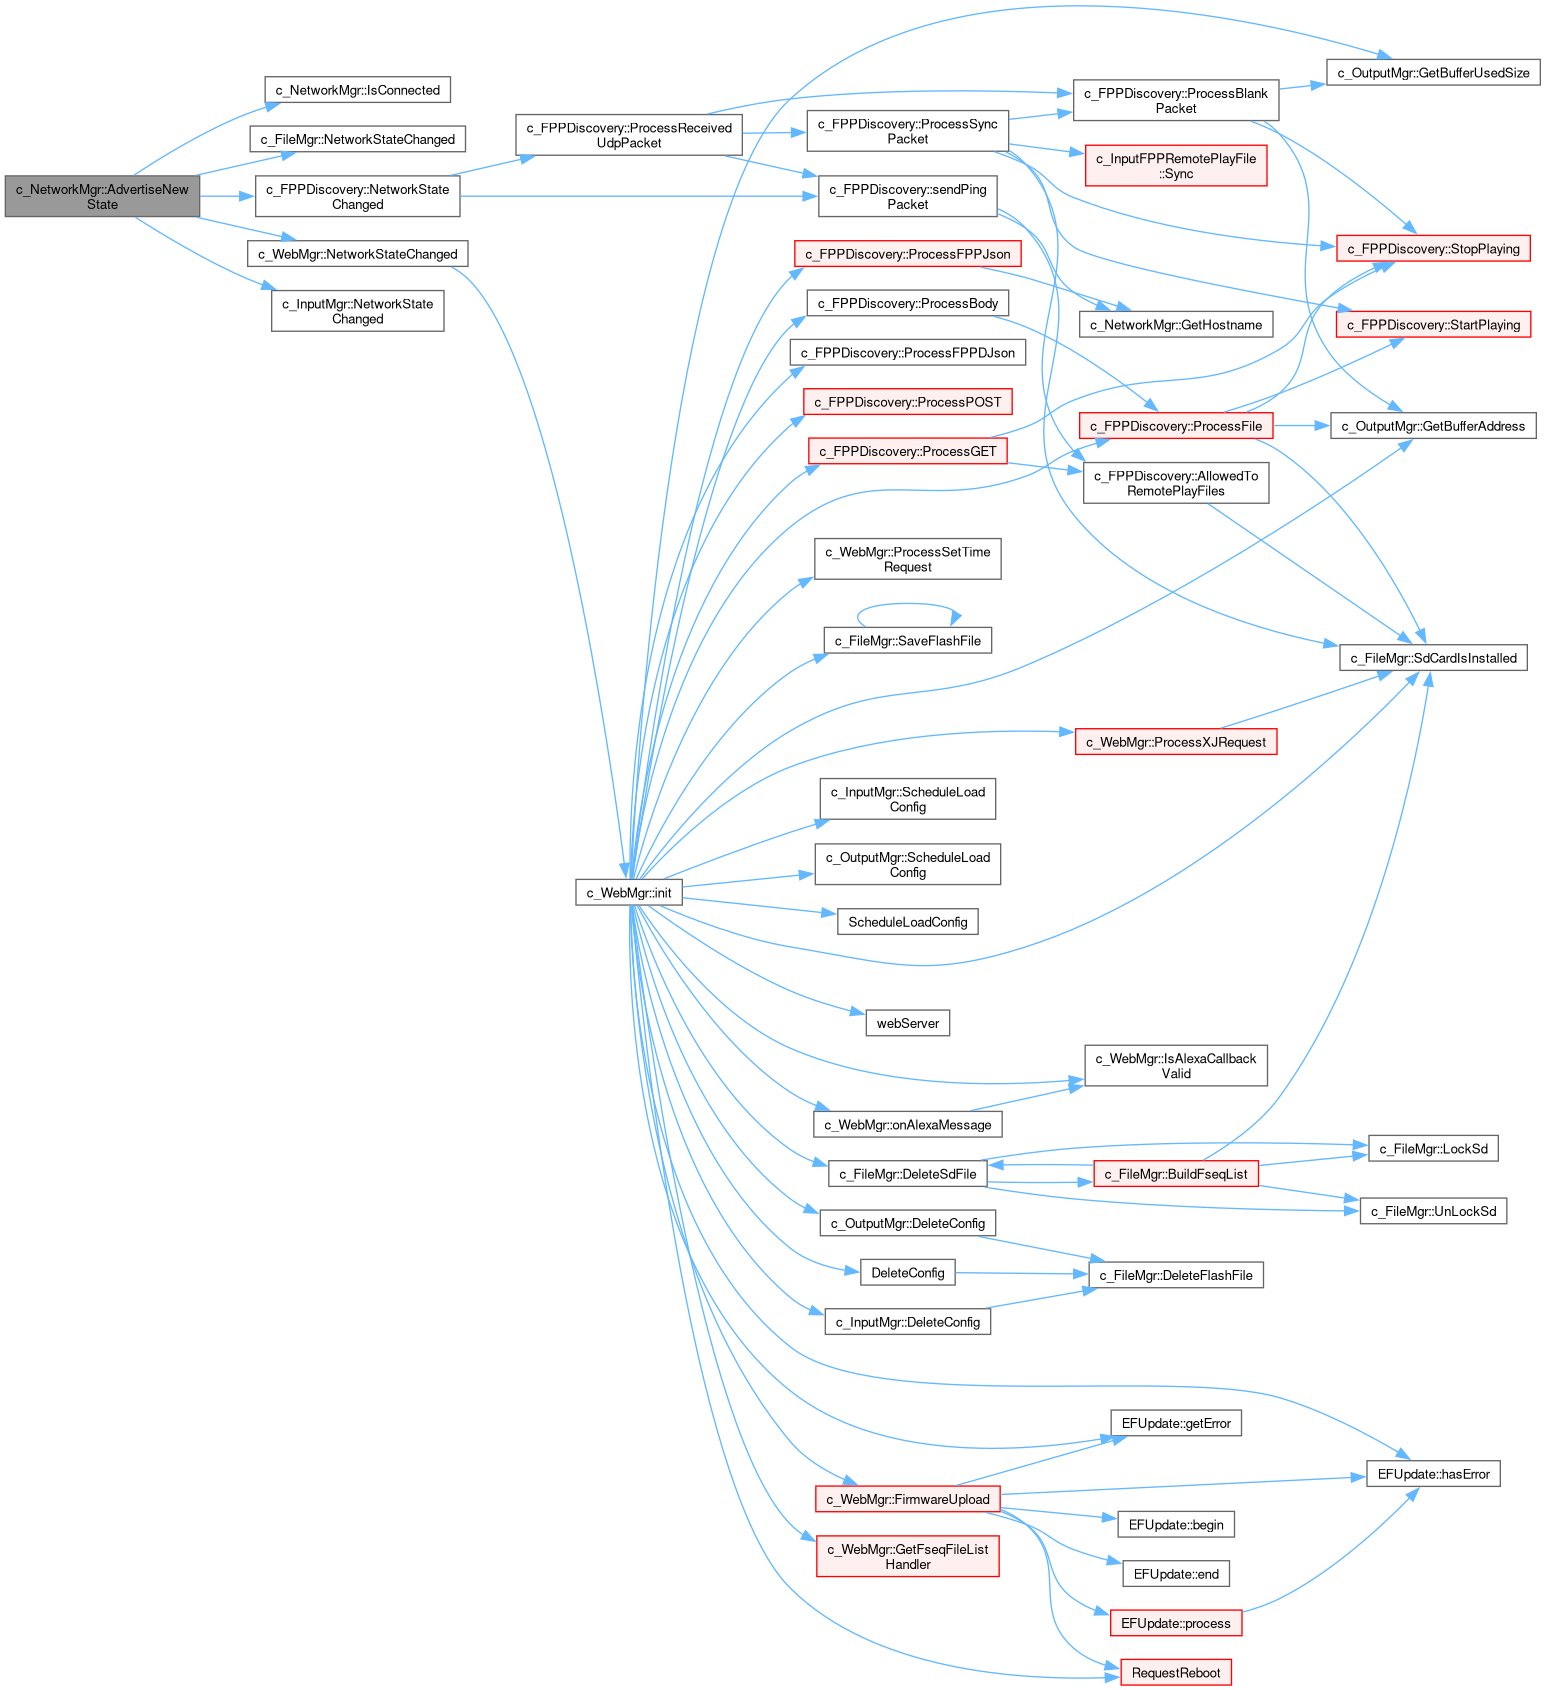 c_NetworkMgr::AdvertiseNew
State
c_NetworkMgr::IsConnected
c_FileMgr::NetworkStateChanged
c_FPPDiscovery::NetworkState
Changed
c_WebMgr::NetworkStateChanged
c_InputMgr::NetworkState
Changed
c_FPPDiscovery::ProcessReceived
UdpPacket
c_WebMgr::init
c_FPPDiscovery::ProcessSync
Packet
c_FPPDiscovery::sendPing
Packet
c_FPPDiscovery::ProcessFPPJson
c_FPPDiscovery::ProcessBody
c_FPPDiscovery::ProcessFPPDJson
c_FPPDiscovery::ProcessPOST
c_FPPDiscovery::ProcessGET
c_WebMgr::ProcessSetTime
Request
c_FileMgr::SaveFlashFile
c_InputMgr::ScheduleLoad
Config
c_OutputMgr::ScheduleLoad
Config
ScheduleLoadConfig
webServer
c_WebMgr::onAlexaMessage
c_FileMgr::DeleteSdFile
c_OutputMgr::DeleteConfig
DeleteConfig
c_InputMgr::DeleteConfig
c_WebMgr::FirmwareUpload
c_WebMgr::GetFseqFileList
Handler
c_FPPDiscovery::ProcessBlank
Packet
c_InputFPPRemotePlayFile
::Sync
c_NetworkMgr::GetHostname
c_FPPDiscovery::ProcessFile
c_FPPDiscovery::AllowedTo
RemotePlayFiles
c_WebMgr::ProcessXJRequest
c_WebMgr::IsAlexaCallback
Valid
c_FileMgr::BuildFseqList
c_FileMgr::DeleteFlashFile
EFUpdate::getError
EFUpdate::begin
EFUpdate::end
EFUpdate::process
RequestReboot
c_OutputMgr::GetBufferUsedSize
c_FPPDiscovery::StopPlaying
c_FPPDiscovery::StartPlaying
c_OutputMgr::GetBufferAddress
c_FileMgr::SdCardIsInstalled
c_FileMgr::LockSd
c_FileMgr::UnLockSd
EFUpdate::hasError